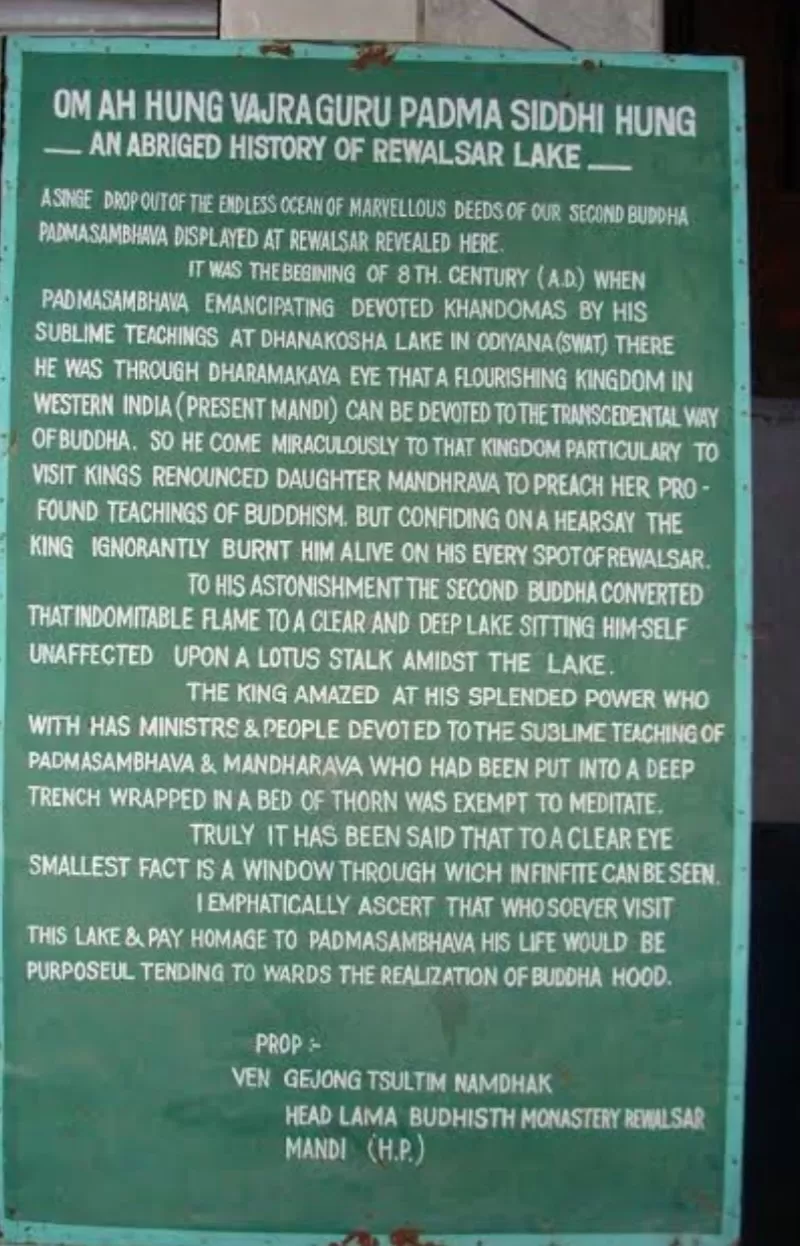 OM AH HUNG VAJRA GURU PADMA SIDDHI HUNG
— AN ABRIGED HISTORY OF REWALSAR LAKE —
A SINGE DROP OUT OF THE ENDLESS OCEAN OF MARVELLOUS DEEDS OF OUR SECOND BUDDHA
PADMASAMBHAVA DISPLAYED AT REWALSAR REVEALED HERE.
IT WAS THE BEGINING OF 8TH. CENTURY (A.D.) WHEN
PADMASAMBHAVA EMANCIPATING DEVOTED KHANDOMAS BY HIS
SUBLIME TEACHINGS AT DHANAKOSHA LAKE IN ODIYANA (SWAT) THERE
HE WAS THROUGH DHARAMAKAYA EYE THAT A FLOURISHING KINGDOM IN
WESTERN INDIA (PRESENT MANDI) CAN BE DEVOTED TO THE TRANSCEDENTAL WAY
OF BUDDHA. SO HE COME MIRACULOUSLY TO THAT KINGDOM PARTICULARY TO
VISIT KINGS RENOUNCED DAUGHTER MANDHRAVA TO PREACH HER PRO-
FOUND TEACHINGS OF BUDDHISM. BUT CONFIDING ON A HEARSAY THE
KING IGNORANTLY BURNT HIM ALIVE ON HIS EVERY SPOT OF REWALSAR.
TO HIS ASTONISHMENT THE SECOND BUDDHA CONVERTED
THAT INDOMITABLE FLAME TO A CLEAR AND DEEP LAKE SITTING HIM-SELF
UNAFFECTED UPON A LOTUS STALK AMIDST THE LAKE.
THE KING AMAZED AT HIS SPLENDED POWER WHO
WITH HAS MINISTRS & PEOPLE DEVOTED TO THE SUBLIME TEACHING OF
PADMASAMBHAVA & MANDHARAVA WHO HAD BEEN PUT INTO A DEEP
TRENCH WRAPPED IN A BED OF THORN WAS EXEMPT TO MEDITATE.
TRULY IT HAS BEEN SAID THAT TO A CLEAR EYE
SMALLEST FACT IS A WINDOW THROUGH WICH INFINFITE CAN BE SEEN.
I EMPHATICALLY ASCERT THAT WHO SOEVER VISIT
THIS LAKE & PAY HOMAGE TO PADMASAMBHAVA HIS LIFE WOULD BE
PURPOSEUL TENDING TO WARDS THE REALIZATION OF BUDDHA HOOD.
PROP :-
VEN GEJONG TSULTIM NAMDHAK
HEAD LAMA BUDHISTH MONASTERY REWALSAR
MANDI (H.P.)